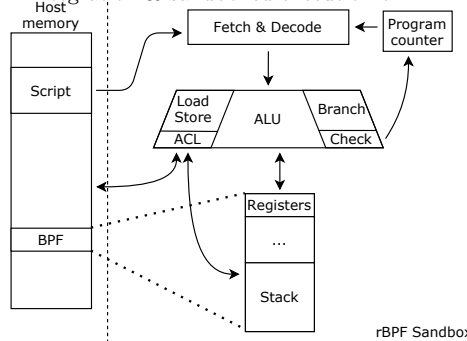 Host
memory
Fetch & Decode
Program
counter
Script
Load
Store
ACL
ALU
Branch
Check
BPF
Registers
...
Stack
rBPF Sandbox